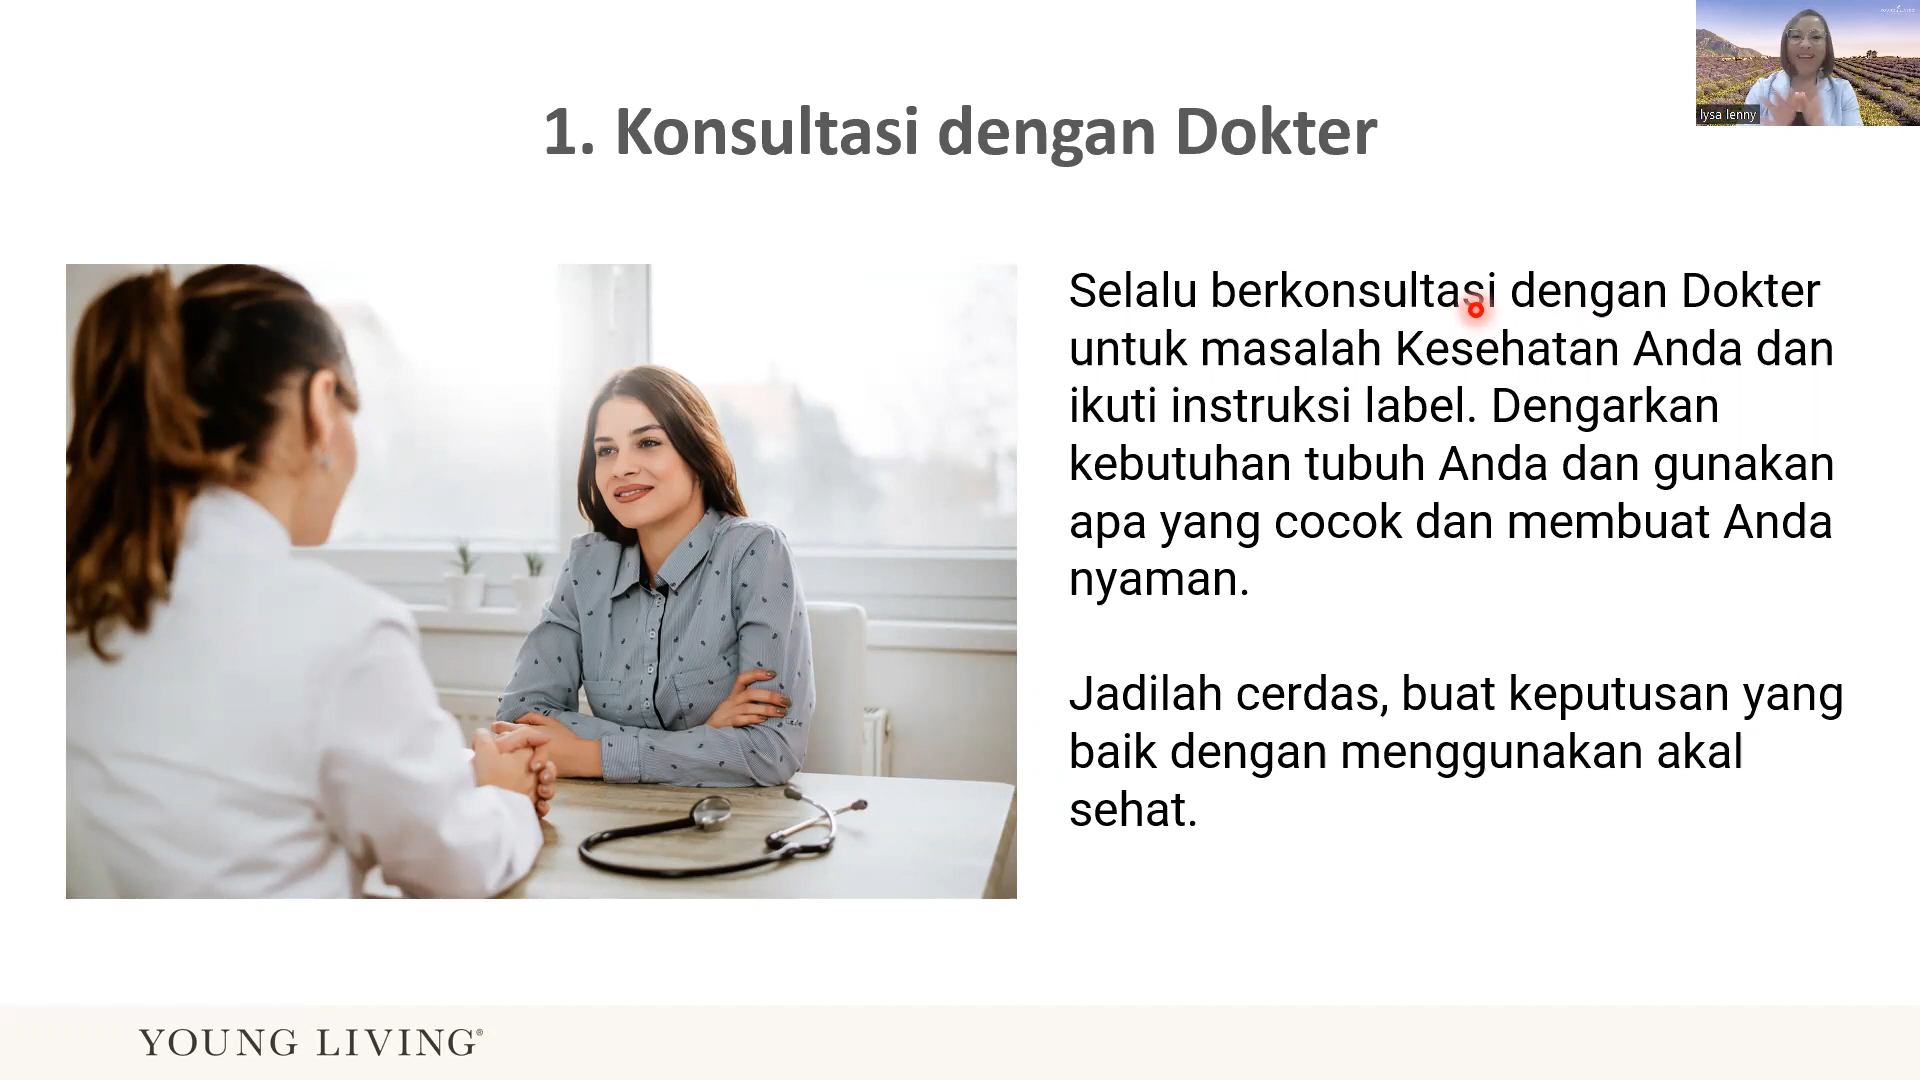 1. Konsultasi dengan Dokter
lysa lenny
Selalu berkonsultasi dengan Dokter
untuk masalah Kesehatan Anda dan
ikuti instruksi label. Dengarkan
kebutuhan tubuh Anda dan gunakan
apa yang cocok dan membuat Anda
nyaman.
Jadilah cerdas, buat keputusan yang
baik dengan menggunakan akal
sehat.
YOUNG LIVING®